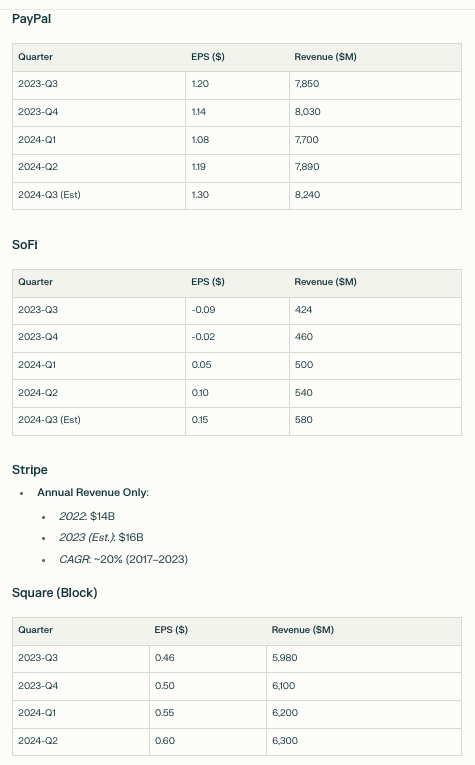 PayPal
Quarter EPS ($) Revenue ($M)
2023-Q3 1.20 7,850
2023-Q4 1.14 8,030
2024-Q1 1.08 7,700
2024-Q2 1.19 7,890
2024-Q3 (Est) 1.30 8,240
SoFi
Quarter EPS ($) Revenue ($M)
2023-Q3 -0.09 424
2023-Q4 -0.02 460
2024-Q1 0.05 500
2024-Q2 0.10 540
2024-Q3 (Est) 0.15 580
Stripe
• Annual Revenue Only:
• 2022: $14B
• 2023 (Est.): $16B
• CAGR: ~20% (2017–2023)
Square (Block)
Quarter EPS ($) Revenue ($M)
2023-Q3 0.46 5,980
2023-Q4 0.50 6,100
2024-Q1 0.55 6,200
2024-Q2 0.60 6,300